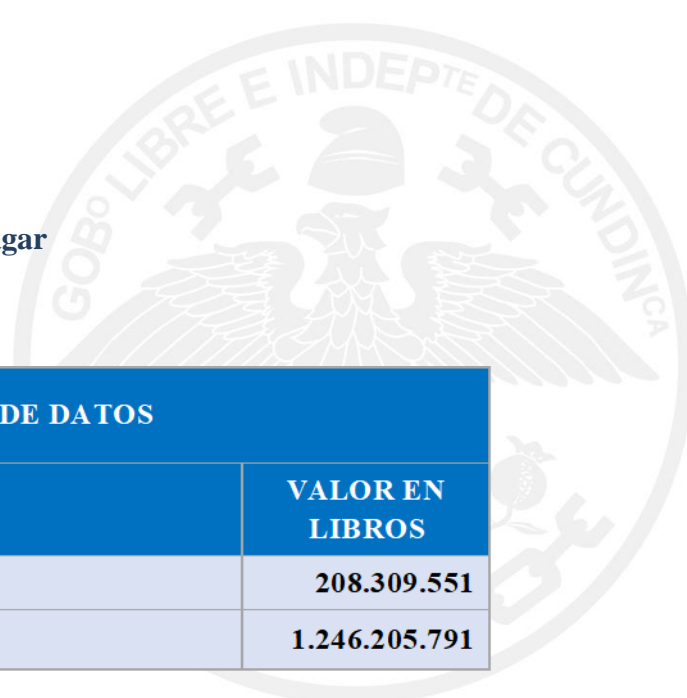 GOBº LIBRE E INDEPTE DE CUNDINCA
gar
DE DATOS
VALOR EN
LIBROS
208.309.551
1.246.205.791